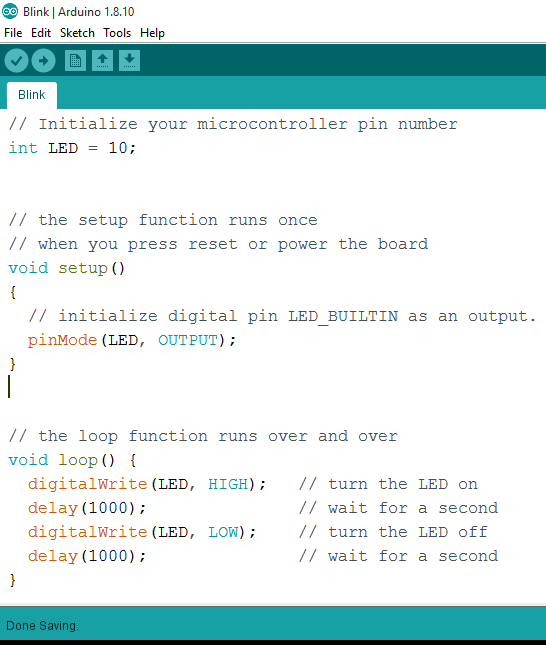 Blink | Arduino 1.8.10
File Edit Sketch Tools Help
Blink
// Initialize your microcontroller pin number
int LED = 10;
// the setup function runs once
// when you press reset or power the board
void setup()
{
  // initialize digital pin LED_BUILTIN as an output.
  pinMode(LED, OUTPUT);
}
// the loop function runs over and over
void loop() {
  digitalWrite(LED, HIGH);   // turn the LED on
  delay(1000);               // wait for a second
  digitalWrite(LED, LOW);    // turn the LED off
  delay(1000);               // wait for a second
}
Done Saving.